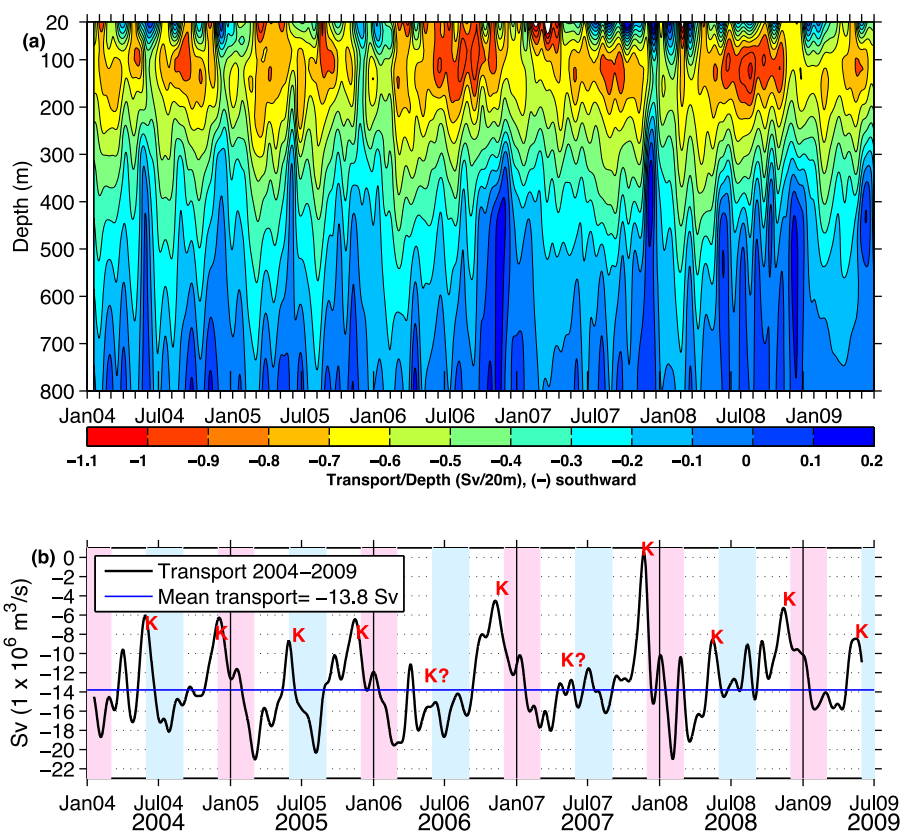 (a)
20
100
200
300
400
500
600
700
800
Depth (m)
Jan04 Jul04 Jan05 Jul05 Jan06 Jul06 Jan07 Jul07 Jan08 Jul08 Jan09
−1.1 −1 −0.9 −0.8 −0.7 −0.6 −0.5 −0.4 −0.3 −0.2 −0.1 0 0.1 0.2
Transport/Depth (Sv/20m), (−) southward
(b)
Transport 2004−2009
Mean transport= −13.8 Sv
0
−2
−4
−6
−8
−10
−12
−14
−16
−18
−20
−22
Sv (1 x 10⁶ m³/s)
K K K K K? K K? K K K K
Jan04 Jul04 Jan05 Jul05 Jan06 Jul06 Jan07 Jul07 Jan08 Jul08 Jan09 Jul09
2004 2005 2006 2007 2008 2009